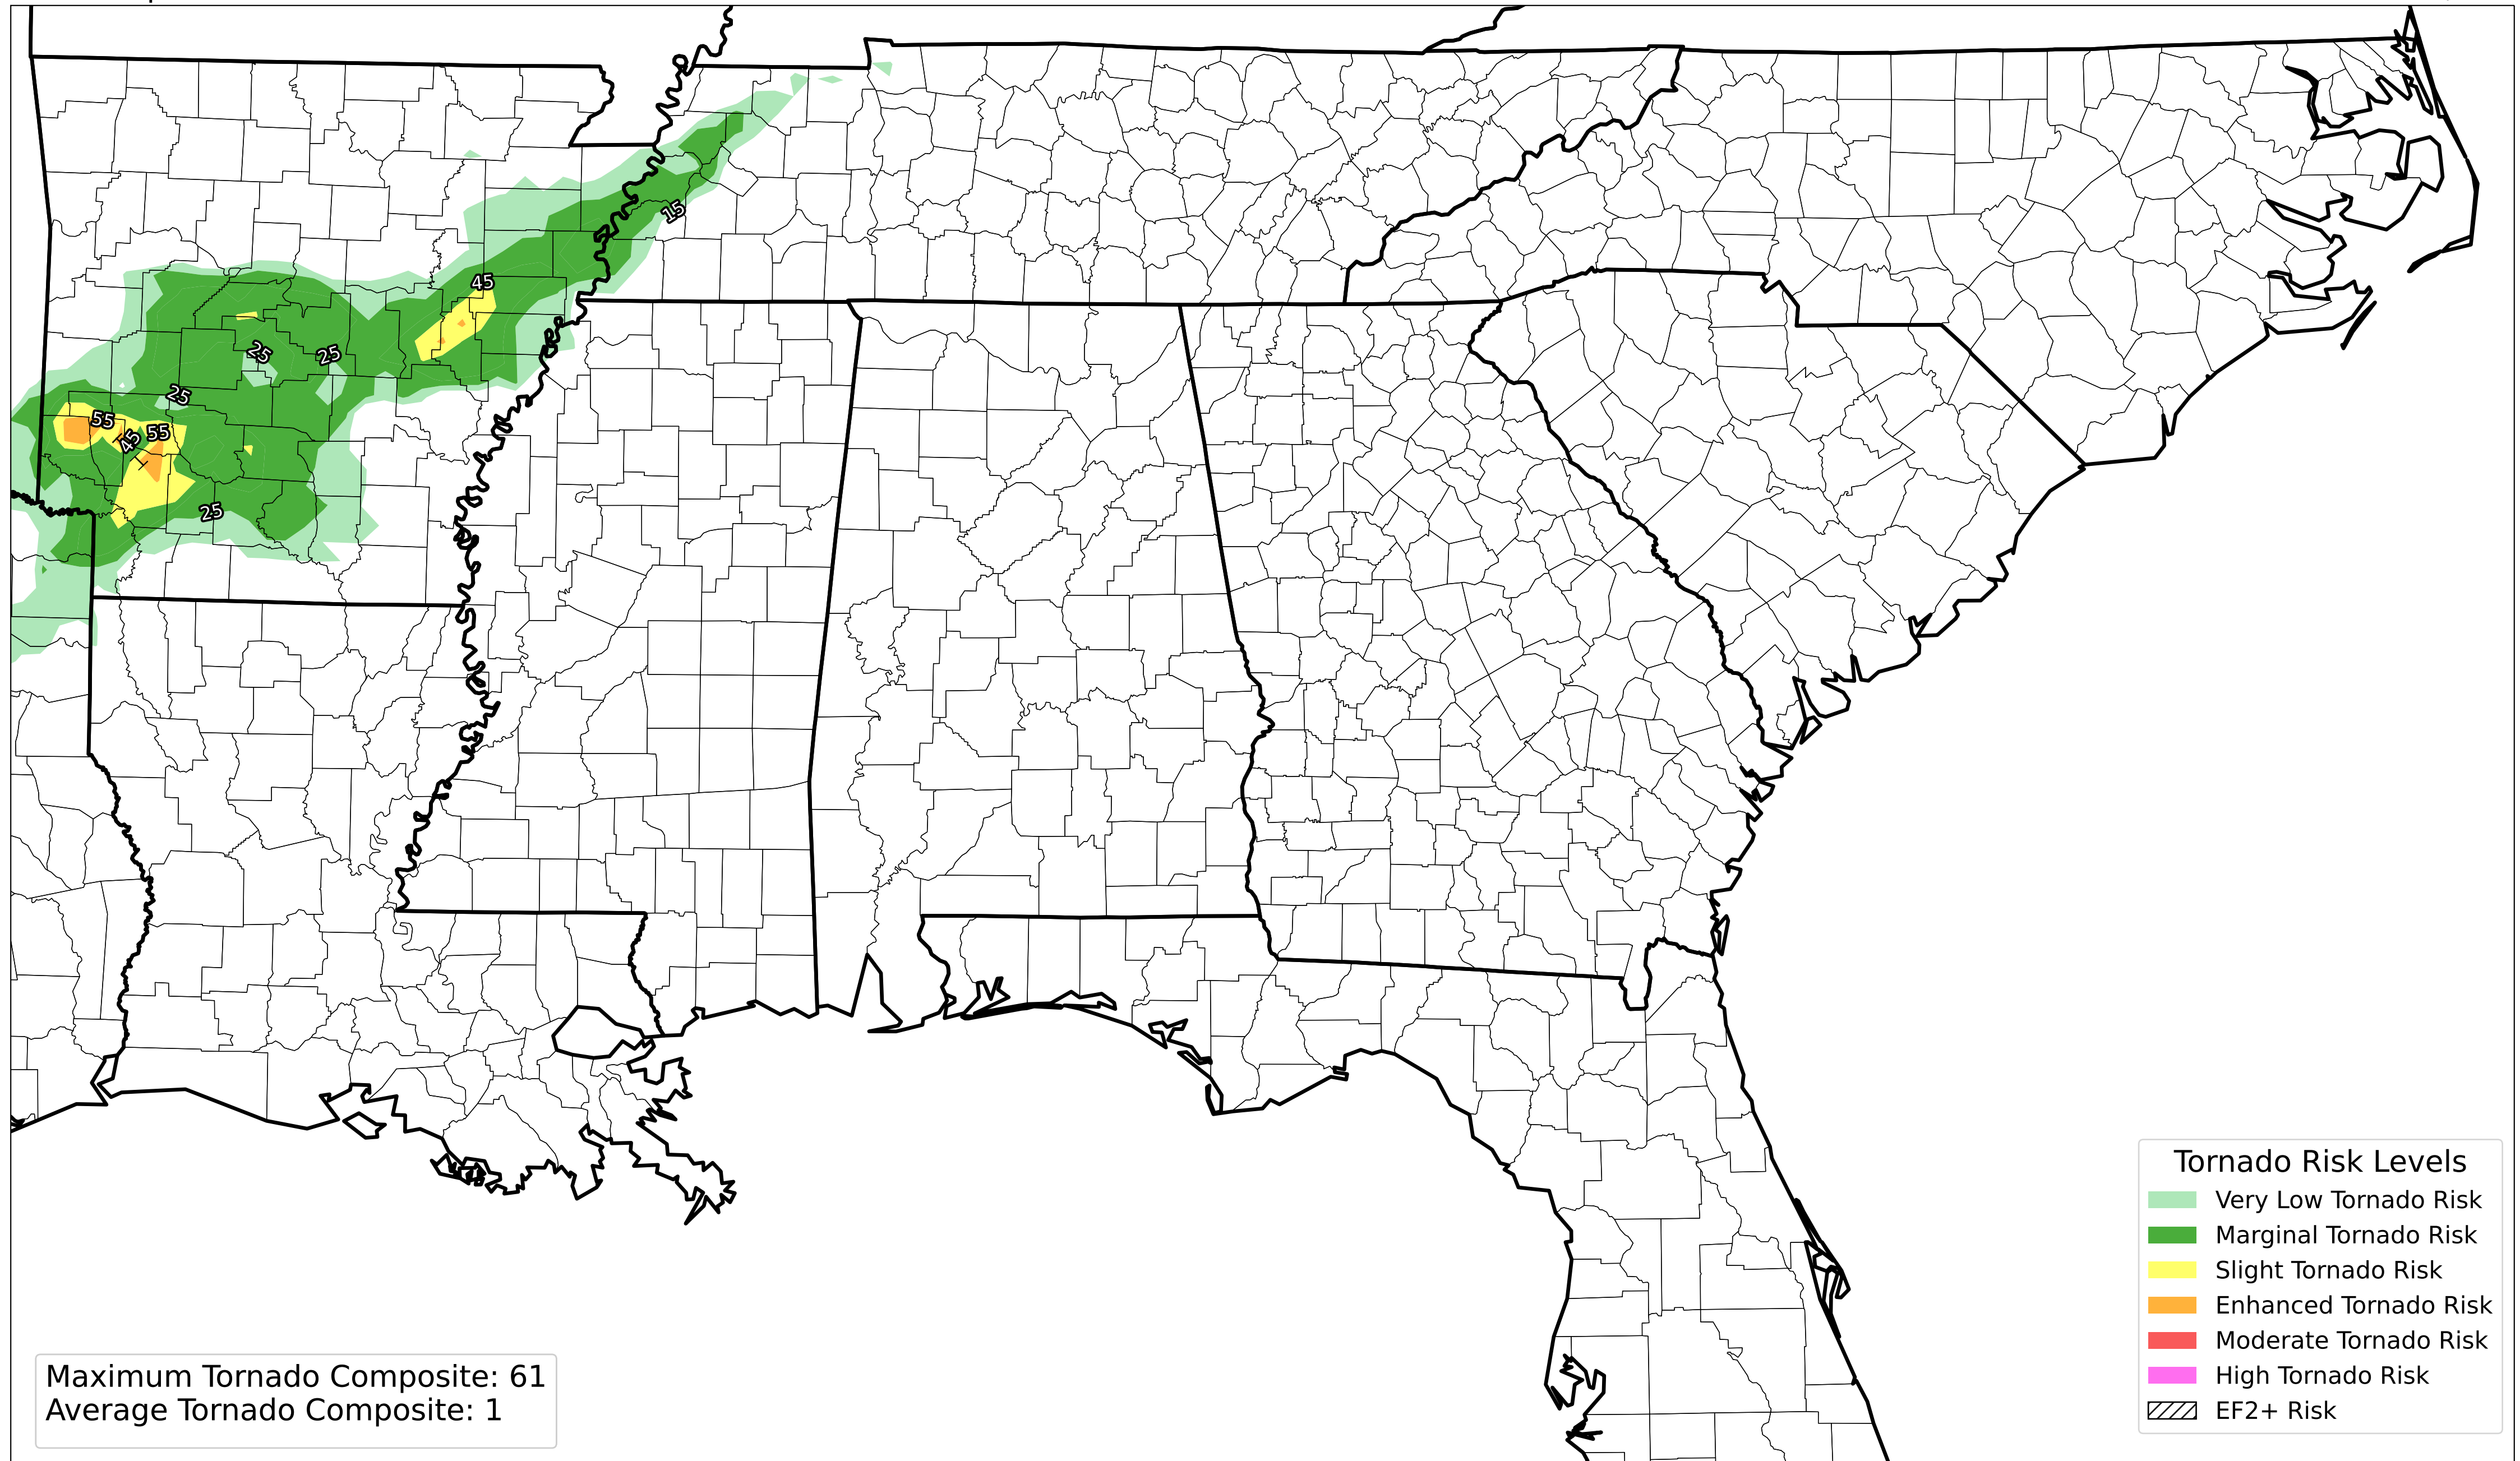 15
45
25
25
25
55
55
45
25
Tornado Risk Levels
Very Low Tornado Risk
Marginal Tornado Risk
Slight Tornado Risk
Enhanced Tornado Risk
Moderate Tornado Risk
High Tornado Risk
EF2+ Risk
Maximum Tornado Composite: 61
Average Tornado Composite: 1